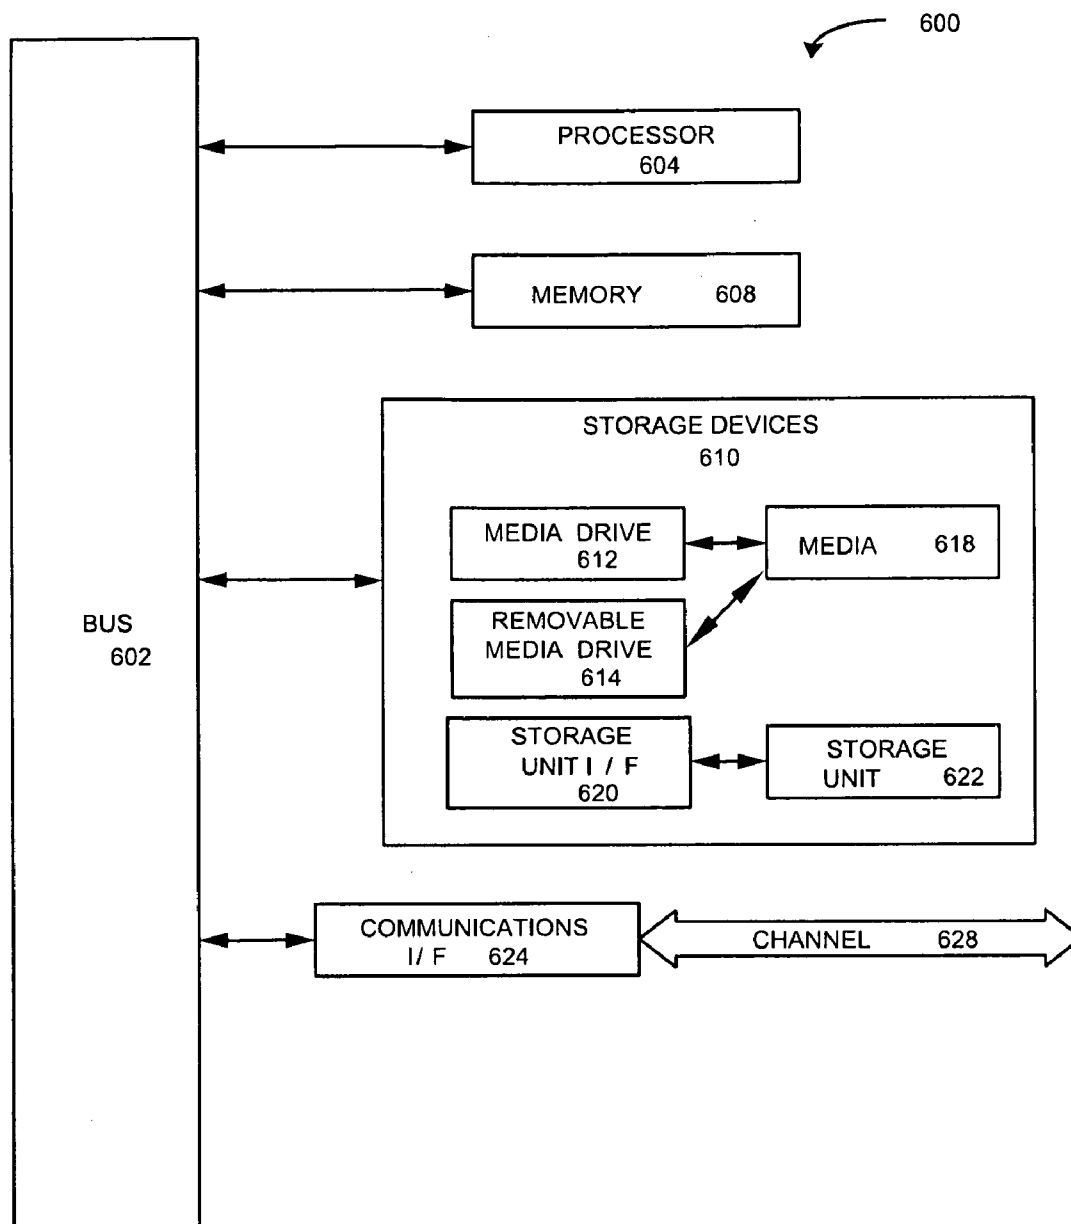 600
PROCESSOR
604
MEMORY 608
STORAGE DEVICES
610
MEDIA DRIVE
612
MEDIA 618
REMOVABLE
MEDIA DRIVE
614
BUS
602
STORAGE
UNIT I / F
620
STORAGE
UNIT 622
COMMUNICATIONS
I/ F 624
CHANNEL 628